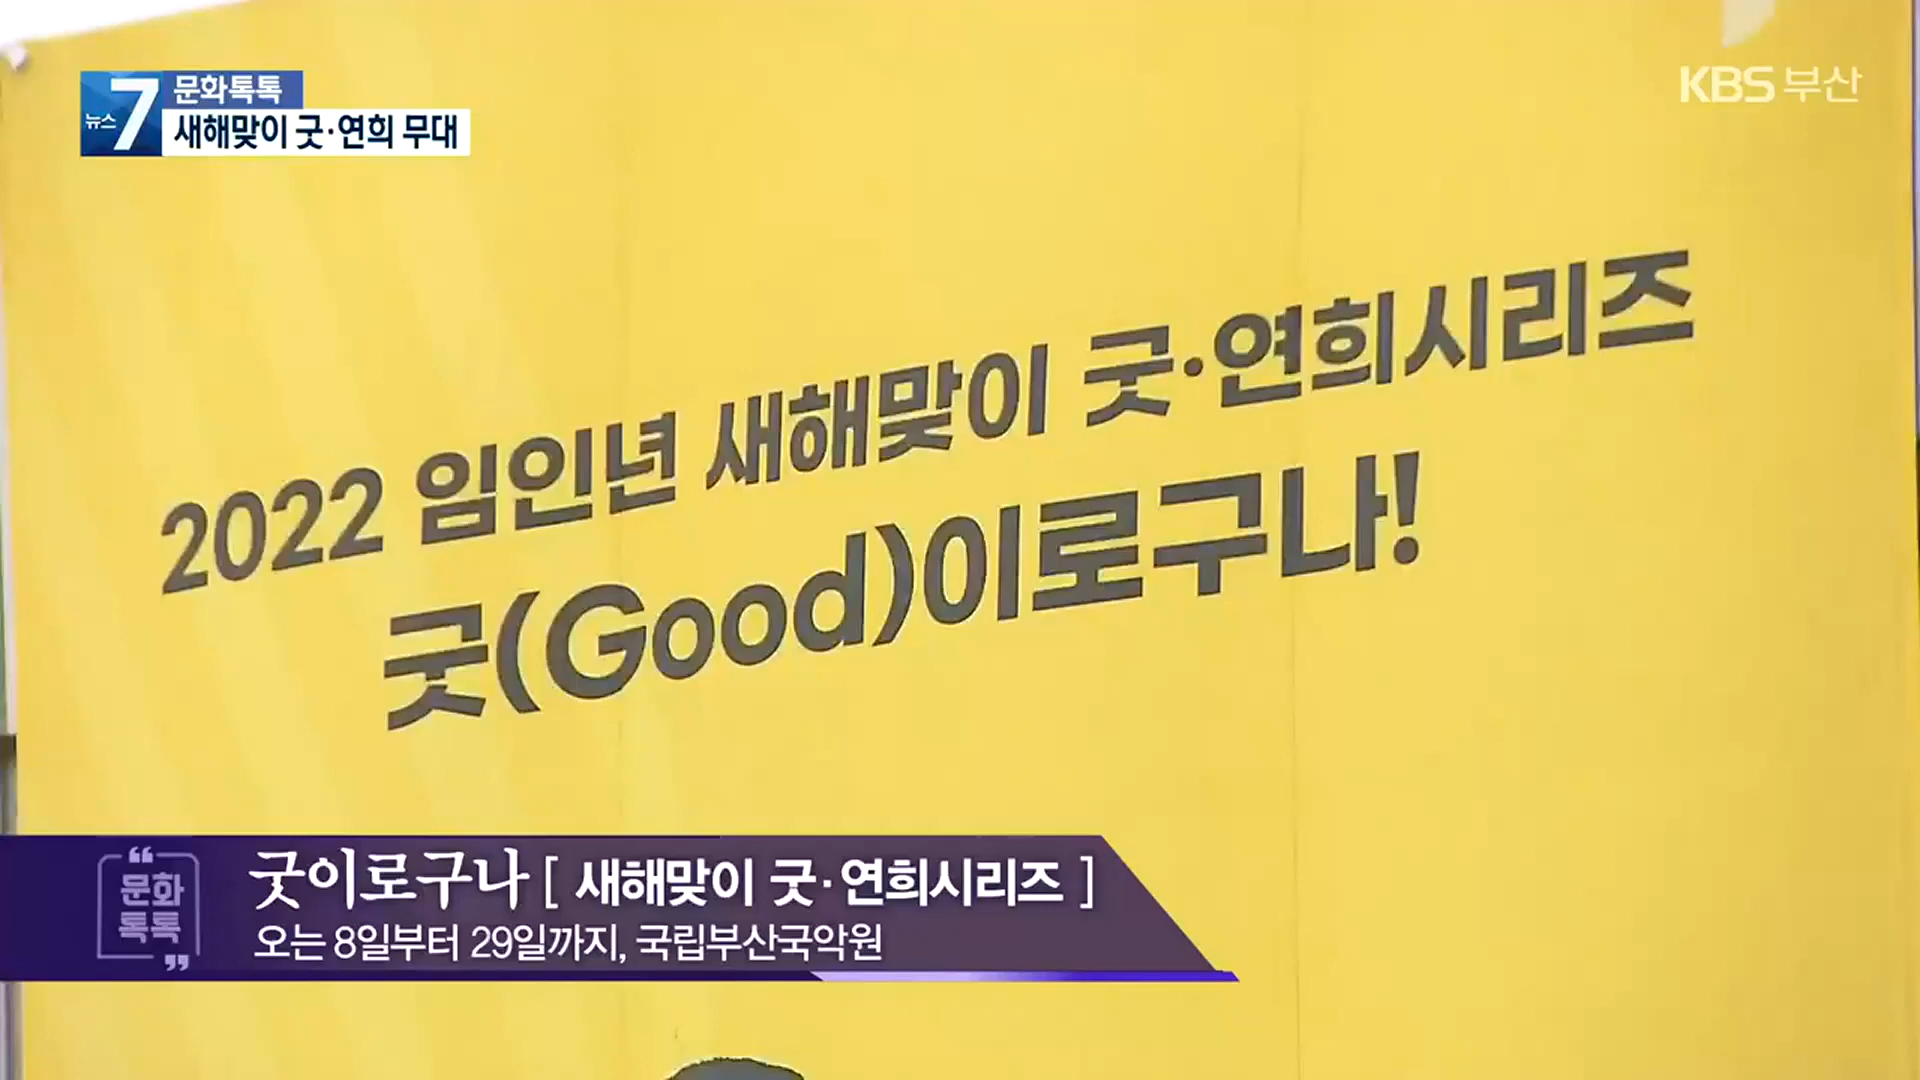 뉴스 7
문화톡톡
새해맞이 굿·연희 무대
KBS 부산
2022 임인년 새해맞이 굿·연희시리즈
굿(Good)이로구나!
“문화톡톡”
굿이로구나 [ 새해맞이 굿·연희시리즈 ]
오는 8일부터 29일까지, 국립부산국악원